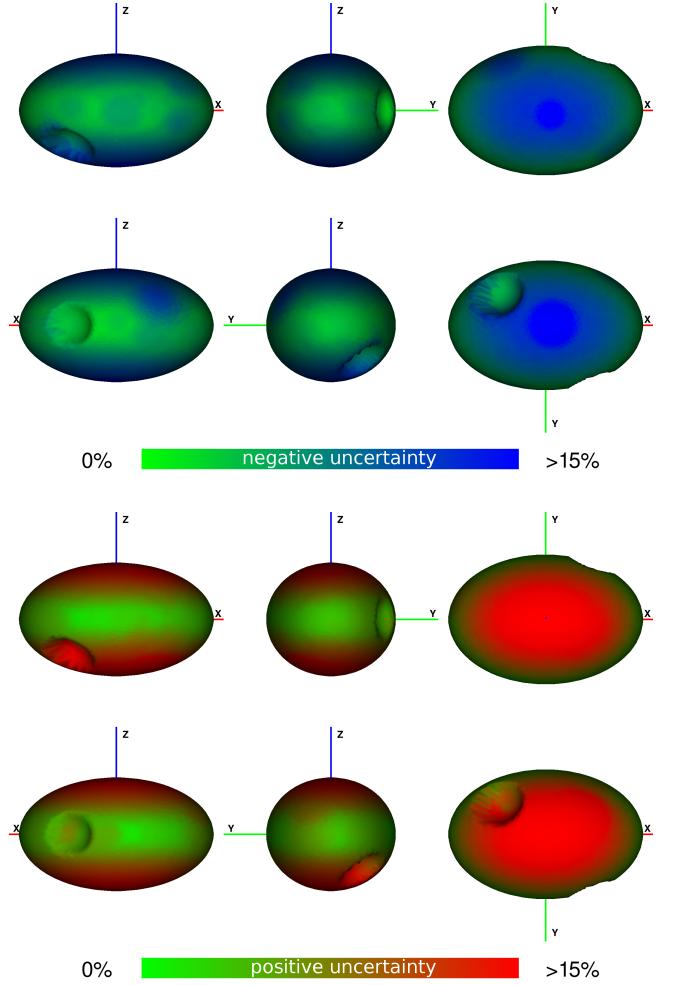 Z Z Y
X Y X
Z Z
X Y X
Y
0% negative uncertainty >15%
Z Z Y
X Y X
Z Z
X Y X
Y
0% positive uncertainty >15%